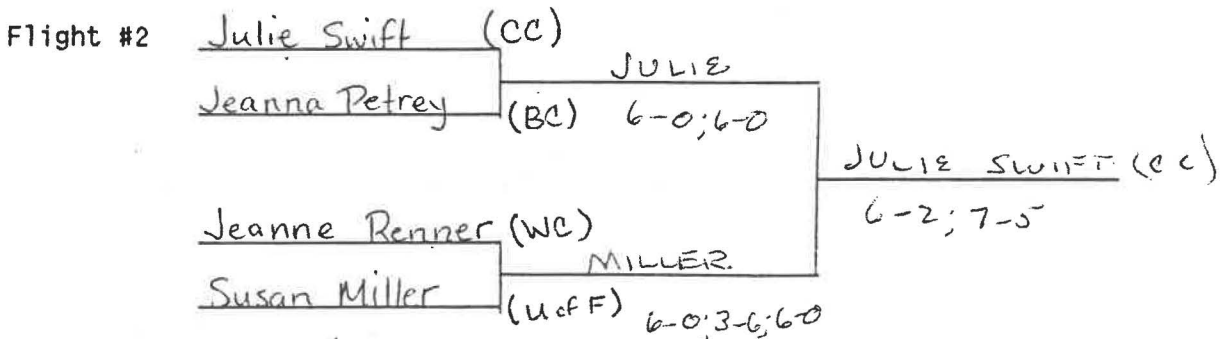 Flight #2 Julie Swift (CC)
JULIE
Jeanna Petrey (BC) 6-0; 6-0
JULIE SWIFT (CC)
6-2; 7-5
Jeanne Renner (WC)
MILLER
Susan Miller (U of F) 6-0; 3-6; 6-0